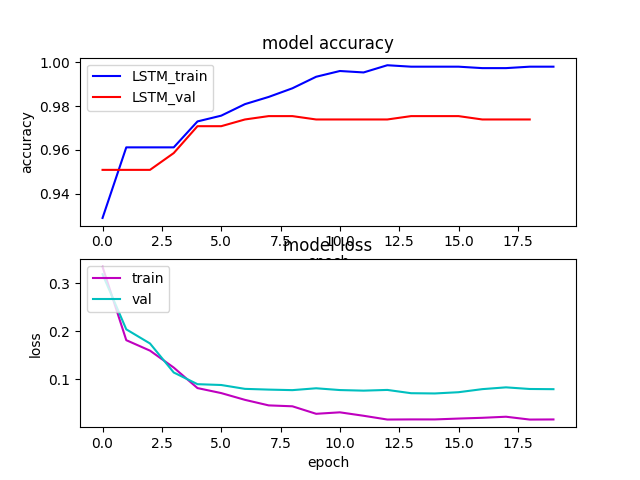 model accuracy
LSTM_train
LSTM_val
accuracy
1.00
0.98
0.96
0.94
0.0 2.5 5.0 7.5 10.0 12.5 15.0 17.5
epoch
model loss
train
val
loss
0.3
0.2
0.1
0.0 2.5 5.0 7.5 10.0 12.5 15.0 17.5
epoch